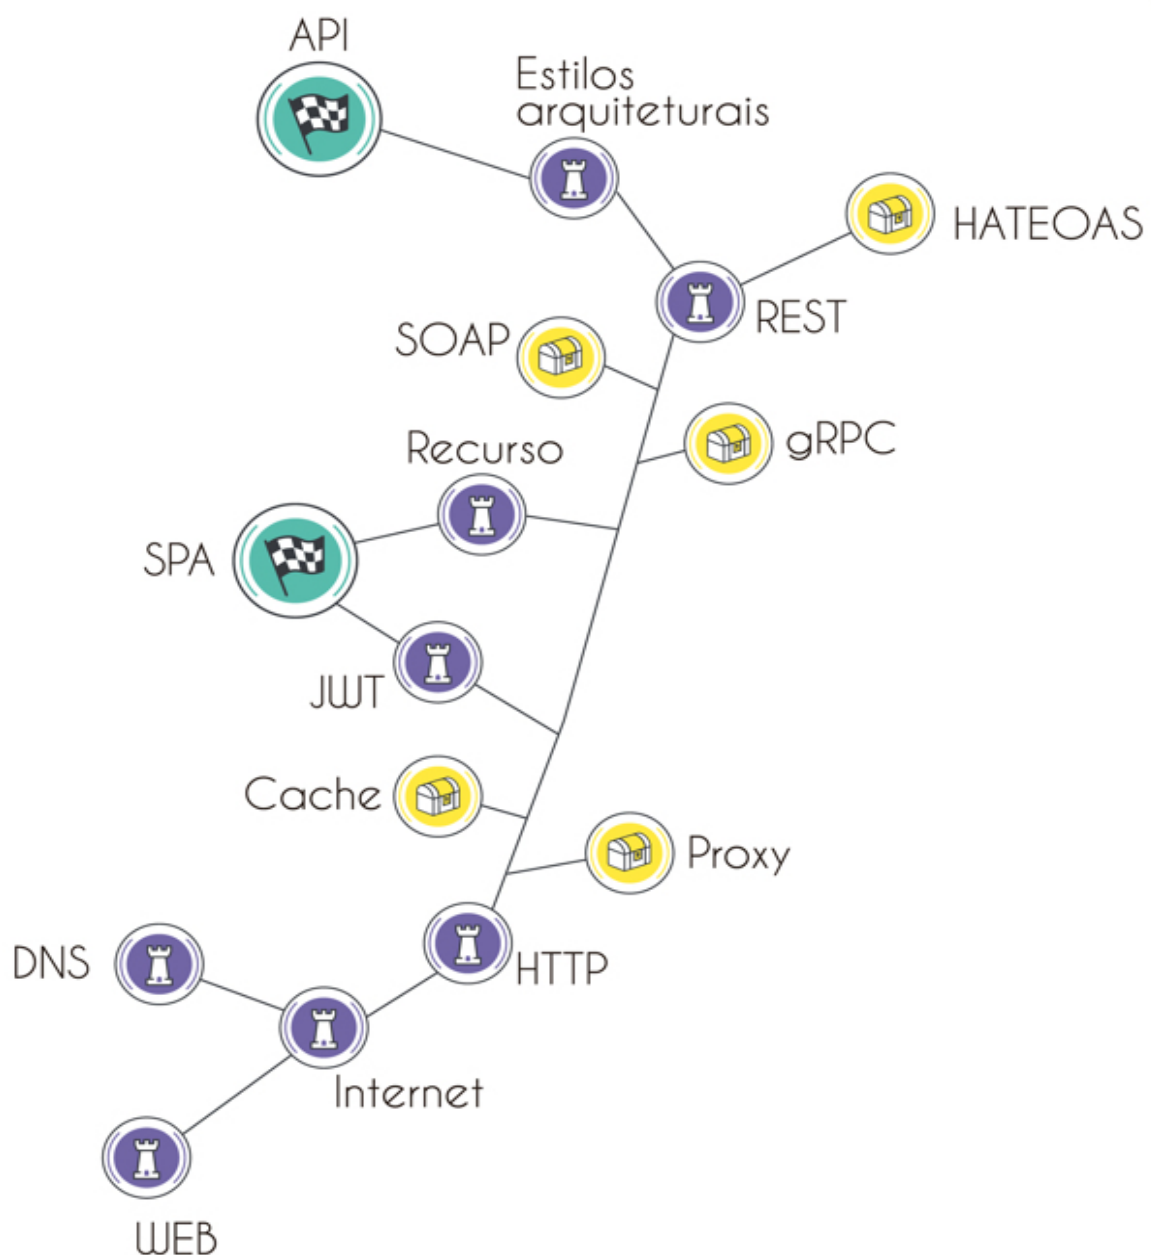 API
Estilos
arquiteturais
HATEOAS
REST
SOAP
gRPC
Recurso
SPA
JWT
Cache
Proxy
HTTP
DNS
Internet
WEB